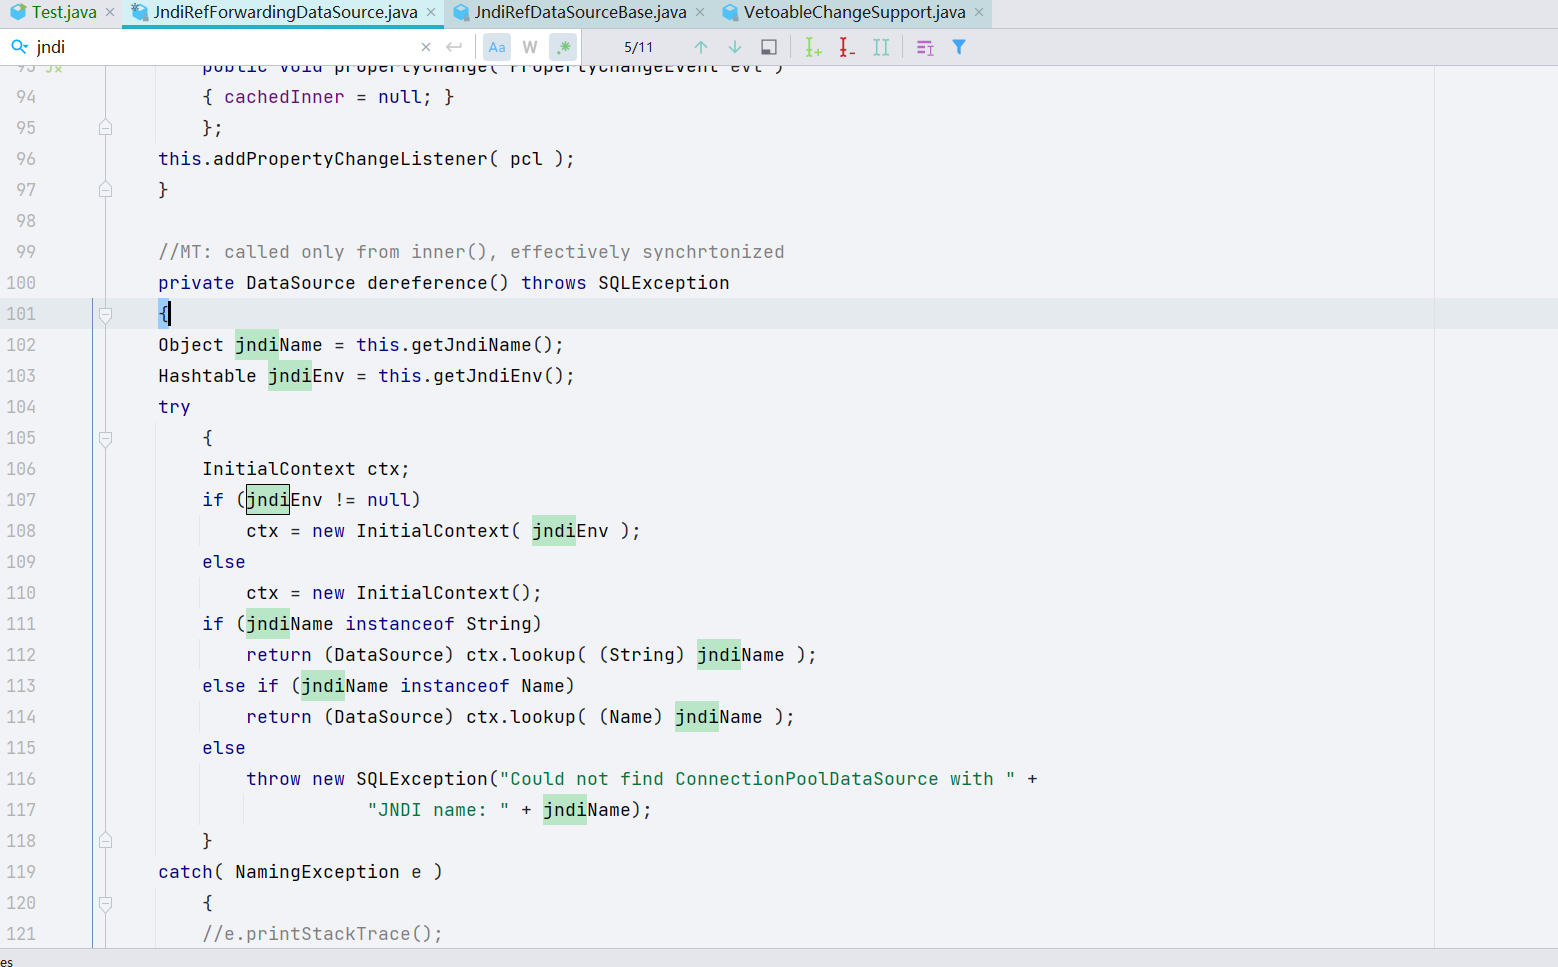 Test.java JndiRefForwardingDataSource.java JndiRefDataSourceBase.java VetoableChangeSupport.java
jndi Aa W .* 5/11
93 public void propertyChange( PropertyChangeEvent evt )
94 { cachedInner = null; }
95 };
96 this.addPropertyChangeListener( pcl );
97 }
98
99 //MT: called only from inner(), effectively synchrtonized
100 private DataSource dereference() throws SQLException
101 {
102 Object jndiName = this.getJndiName();
103 Hashtable jndiEnv = this.getJndiEnv();
104 try
105 {
106 InitialContext ctx;
107 if (jndiEnv != null)
108 ctx = new InitialContext( jndiEnv );
109 else
110 ctx = new InitialContext();
111 if (jndiName instanceof String)
112 return (DataSource) ctx.lookup( (String) jndiName );
113 else if (jndiName instanceof Name)
114 return (DataSource) ctx.lookup( (Name) jndiName );
115 else
116 throw new SQLException("Could not find ConnectionPoolDataSource with " +
117 "JNDI name: " + jndiName);
118 }
119 catch( NamingException e )
120 {
121 //e.printStackTrace();
es